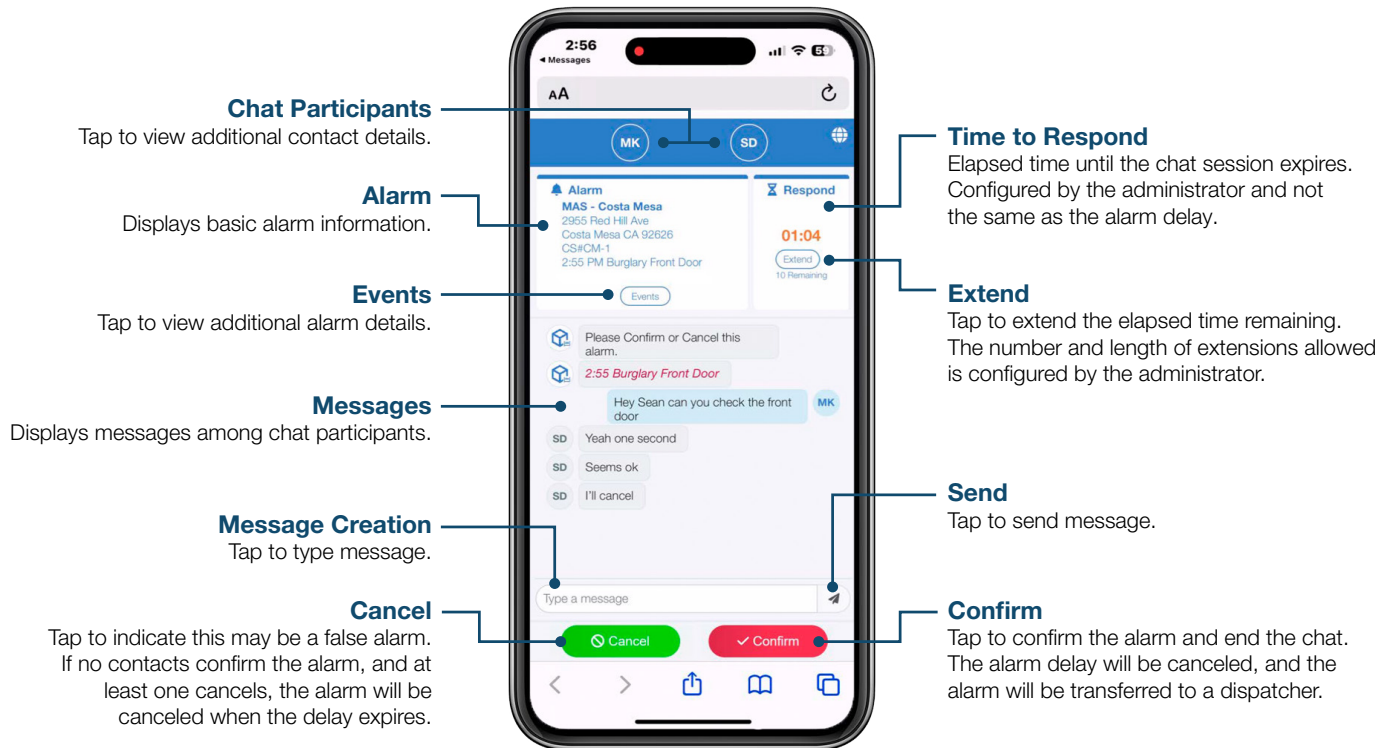 2:56
Messages
59
AA
Chat Participants
Tap to view additional contact details.
MK
SD
Alarm
Displays basic alarm information.
Alarm
MAS - Costa Mesa
2955 Red Hill Ave
Costa Mesa CA 92626
CS#CM-1
2:55 PM Burglary Front Door
Respond
01:04
Extend
10 Remaining
Time to Respond
Elapsed time until the chat session expires.
Configured by the administrator and not
the same as the alarm delay.
Events
Tap to view additional alarm details.
Events
Extend
Tap to extend the elapsed time remaining.
The number and length of extensions allowed
is configured by the administrator.
Please Confirm or Cancel this
alarm.
2:55 Burglary Front Door
Messages
Displays messages among chat participants.
Hey Sean can you check the front
door
MK
SD Yeah one second
SD Seems ok
SD I'll cancel
Message Creation
Tap to type message.
Send
Tap to send message.
Type a message
Cancel
Tap to indicate this may be a false alarm.
If no contacts confirm the alarm, and at
least one cancels, the alarm will be
canceled when the delay expires.
Cancel
Confirm
Confirm
Tap to confirm the alarm and end the chat.
The alarm delay will be canceled, and the
alarm will be transferred to a dispatcher.